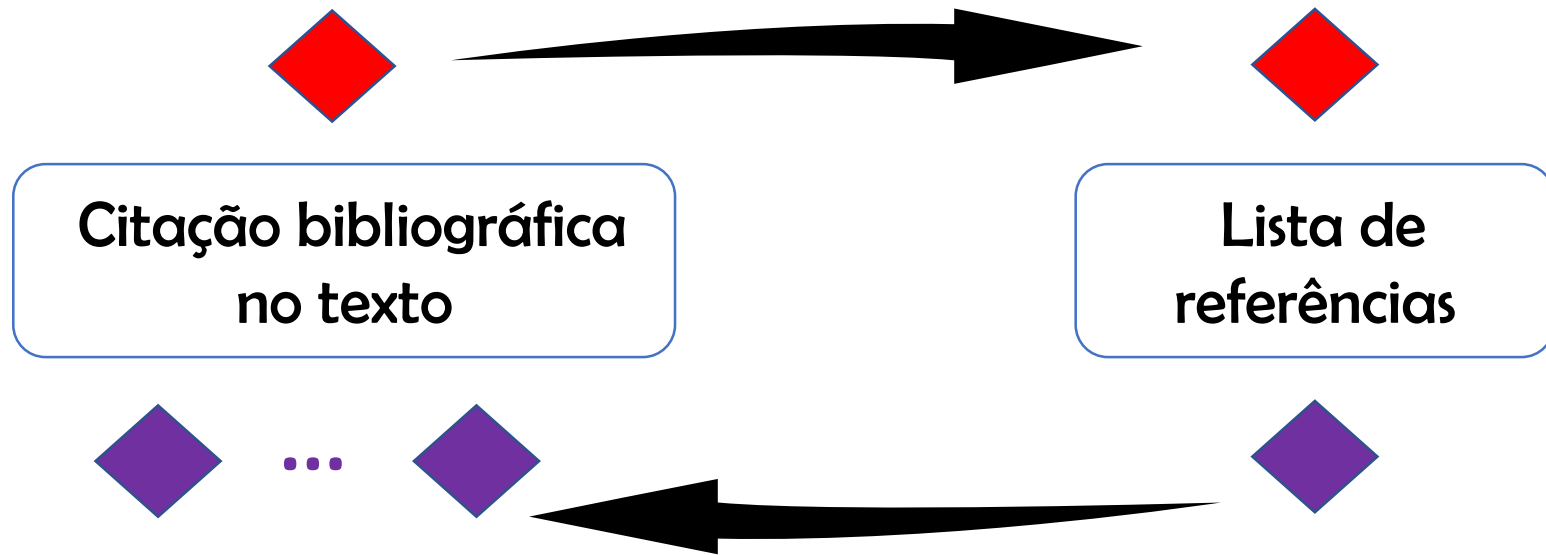 Citação bibliográfica
no texto
Lista de
referências
...